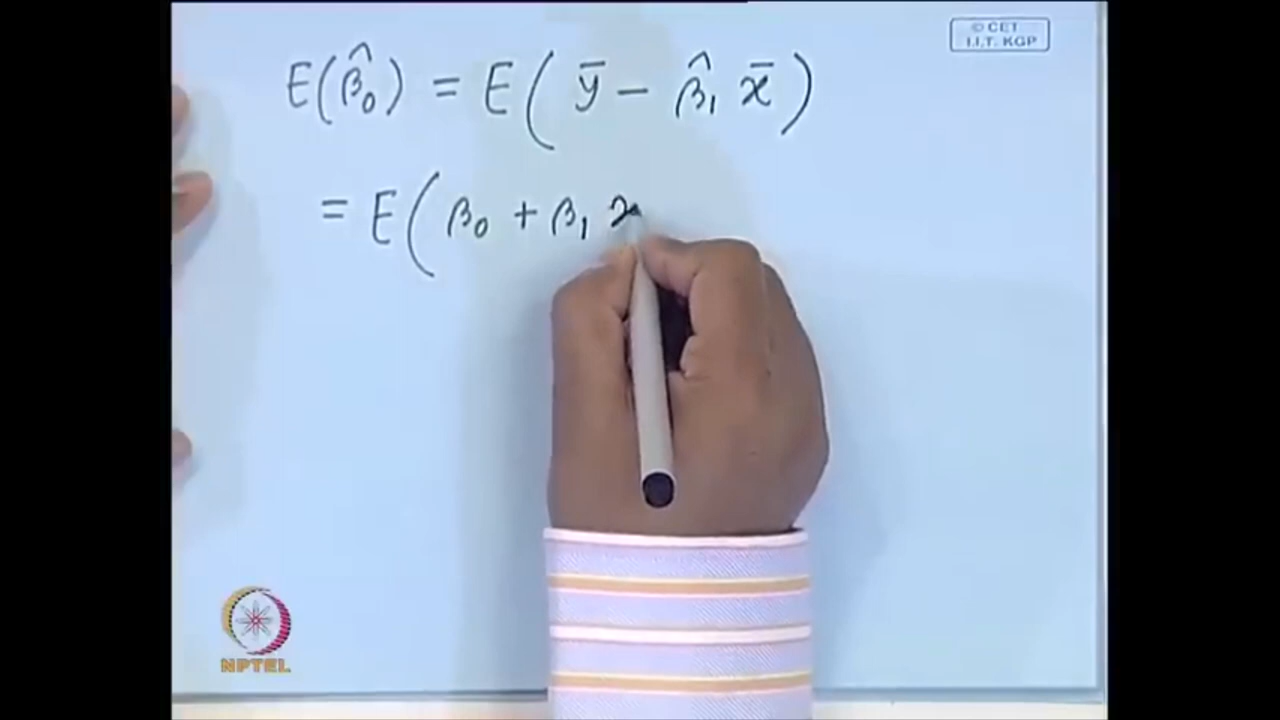 © CET
I.I.T. KGP
E(β̂₀) = E( ȳ − β̂₁ x̄ )
= E( β₀ + β₁ x
NPTEL